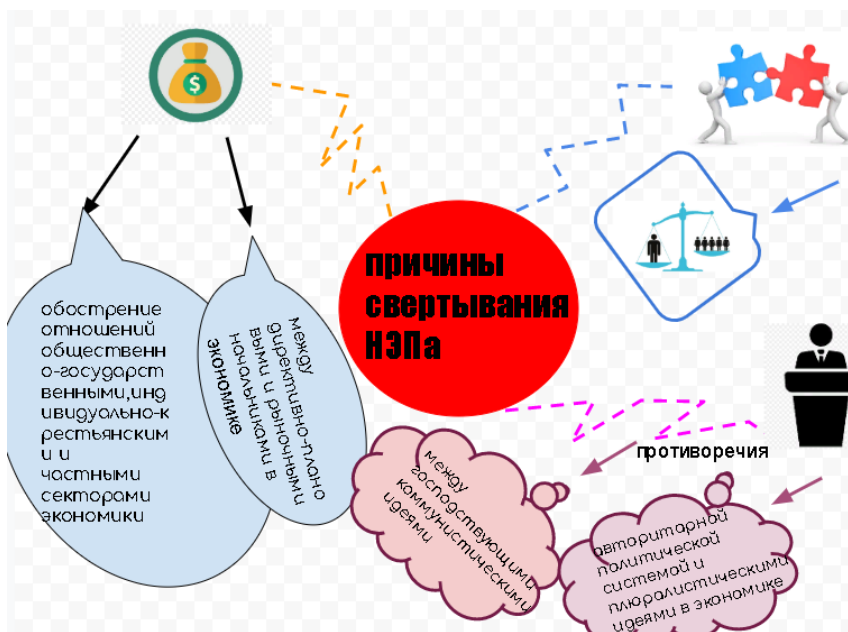 причины
свертывания
НЭПа
обострение
отношений
общественн
о-государст
венными,инд
ивидуально-к
рестьянским
и и
частными
секторами
экономики
между
директивно-плано
выми и рыночными
начальниками в
экономике
противоречия
между
господствующими
коммунистическими
идеями
авторитарной
политической
системой и
плюралистическими
идеями в экономике
$